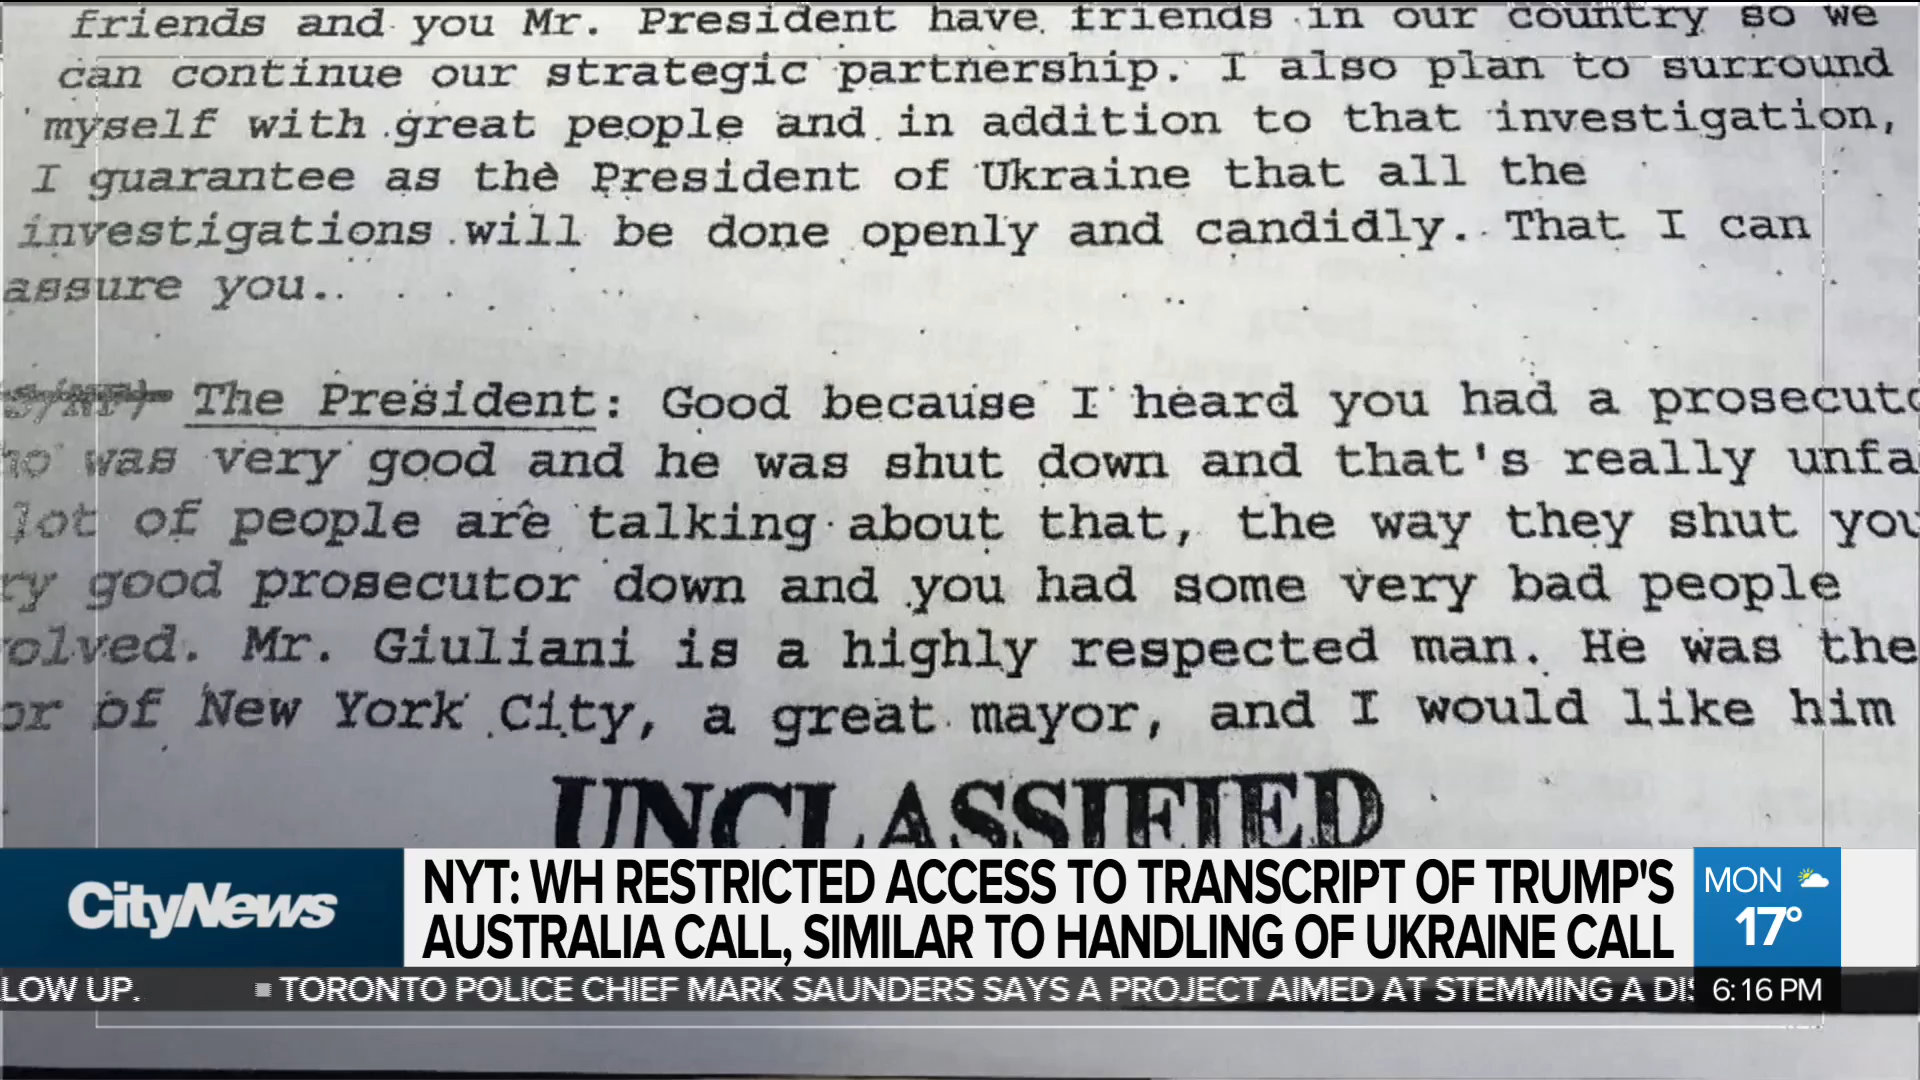 friends and you Mr. President have friends in our country so we
can continue our strategic partnership. I also plan to surround
myself with great people and in addition to that investigation,
I guarantee as the President of Ukraine that all the
investigations will be done openly and candidly. That I can
assure you.
The President: Good because I heard you had a prosecuto
was very good and he was shut down and that's really unfa
lot of people are talking about that, the way they shut you
ry good prosecutor down and you had some very bad people
olved. Mr. Giuliani is a highly respected man. He was the
or of New York City, a great mayor, and I would like him
UNCLASSIFIED
CityNews
NYT: WH RESTRICTED ACCESS TO TRANSCRIPT OF TRUMP'S
AUSTRALIA CALL, SIMILAR TO HANDLING OF UKRAINE CALL
MON
17°
LOW UP. ■ TORONTO POLICE CHIEF MARK SAUNDERS SAYS A PROJECT AIMED AT STEMMING A DIS
6:16 PM